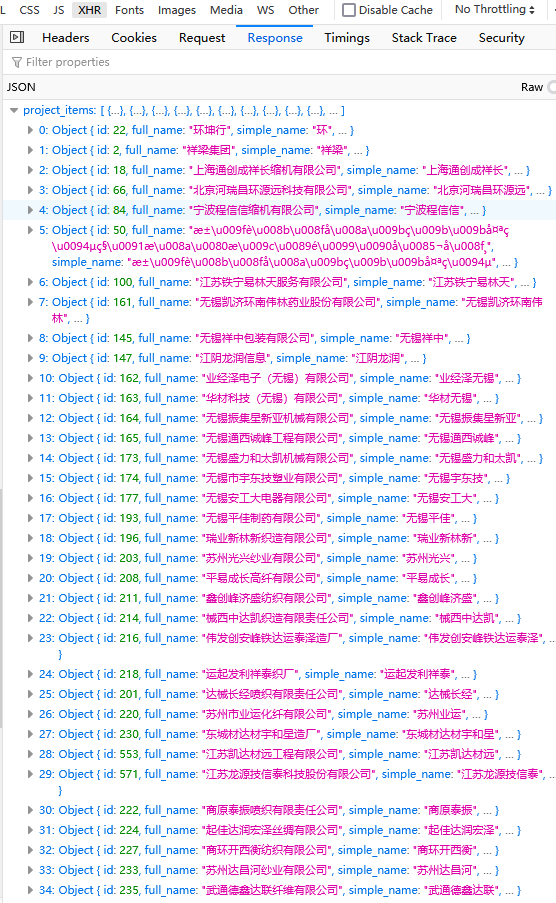 L CSS JS XHR Fonts Images Media WS Other Disable Cache No Throttling
Headers Cookies Request Response Timings Stack Trace Security
Filter properties
JSON Raw
project_items: [ {…}, {…}, {…}, {…}, {…}, {…}, {…}, {…}, {…}, {…}, … ]
0: Object { id: 22, full_name: "环坤行", simple_name: "环", … }
1: Object { id: 2, full_name: "祥梁集团", simple_name: "祥梁", … }
2: Object { id: 18, full_name: "上海通创成祥长缩机有限公司", simple_name: "上海通创成祥长", … }
3: Object { id: 66, full_name: "北京河瑞昌环源远科技有限公司", simple_name: "北京河瑞昌环源远", … }
4: Object { id: 84, full_name: "宁波程信信缩机有限公司", simple_name: "宁波程信信", … }
5: Object { id: 50, full_name: "æ±\u009fè\u008b\u008få\u008a\u009bç\u009b\u009bå¤ªç
\u0094µç§\u0091æ\u008a\u0080æ\u009c\u0089é\u0099\u0090å\u0085¬å\u008f¸",
simple_name: "æ±\u009fè\u008b\u008få\u008a\u009bç\u009b\u009bå¤ªç\u0094µ", … }
6: Object { id: 100, full_name: "江苏铁宁易林天服务有限公司", simple_name: "江苏铁宁易林天", … }
7: Object { id: 161, full_name: "无锡凯济环南伟林药业股份有限公司", simple_name: "无锡凯济环南伟
林", … }
8: Object { id: 145, full_name: "无锡祥中包装有限公司", simple_name: "无锡祥中", … }
9: Object { id: 147, full_name: "江阴龙润信息", simple_name: "江阴龙润", … }
10: Object { id: 162, full_name: "业经泽电子（无锡）有限公司", simple_name: "业经泽无锡", … }
11: Object { id: 163, full_name: "华材科技（无锡）有限公司", simple_name: "华材无锡", … }
12: Object { id: 164, full_name: "无锡振集星新亚机械有限公司", simple_name: "无锡振集星新亚", … }
13: Object { id: 165, full_name: "无锡通西诚峰工程有限公司", simple_name: "无锡通西诚峰", … }
14: Object { id: 173, full_name: "无锡盛力和太凯机械有限公司", simple_name: "无锡盛力和太凯", … }
15: Object { id: 174, full_name: "无锡市宇东技塑业有限公司", simple_name: "无锡宇东技", … }
16: Object { id: 177, full_name: "无锡安工大电器有限公司", simple_name: "无锡安工大", … }
17: Object { id: 193, full_name: "无锡平佳制药有限公司", simple_name: "无锡平佳", … }
18: Object { id: 196, full_name: "瑞业新林新织造有限公司", simple_name: "瑞业新林新", … }
19: Object { id: 203, full_name: "苏州光兴纱业有限公司", simple_name: "苏州光兴", … }
20: Object { id: 208, full_name: "平易成长高纤有限公司", simple_name: "平易成长", … }
21: Object { id: 211, full_name: "鑫创峰济盛纺织有限公司", simple_name: "鑫创峰济盛", … }
22: Object { id: 214, full_name: "械西中达凯织造有限责任公司", simple_name: "械西中达凯", … }
23: Object { id: 216, full_name: "伟发创安峰铁达运泰泽造厂", simple_name: "伟发创安峰铁达运泰泽", …
}
24: Object { id: 218, full_name: "运起发利祥泰织厂", simple_name: "运起发利祥泰", … }
25: Object { id: 201, full_name: "达械长经喷织有限责任公司", simple_name: "达械长经", … }
26: Object { id: 220, full_name: "苏州市业运化纤有限公司", simple_name: "苏州业运", … }
27: Object { id: 230, full_name: "东城材达材宇和星造厂", simple_name: "东城材达材宇和星", … }
28: Object { id: 553, full_name: "江苏凯达材远工程有限公司", simple_name: "江苏凯达材远", … }
29: Object { id: 571, full_name: "江苏龙源技信泰科技股份有限公司", simple_name: "江苏龙源技信泰", …
}
30: Object { id: 222, full_name: "商原泰振喷织有限责任公司", simple_name: "商原泰振", … }
31: Object { id: 224, full_name: "起佳达润宏泽丝绸有限公司", simple_name: "起佳达润宏泽", … }
32: Object { id: 227, full_name: "商环开西衡纺织有限公司", simple_name: "商环开西衡", … }
33: Object { id: 233, full_name: "苏州达昌河纱业有限公司", simple_name: "苏州达昌河", … }
34: Object { id: 235, full_name: "武通德鑫达联纤维有限公司", simple_name: "武通德鑫达联", … }